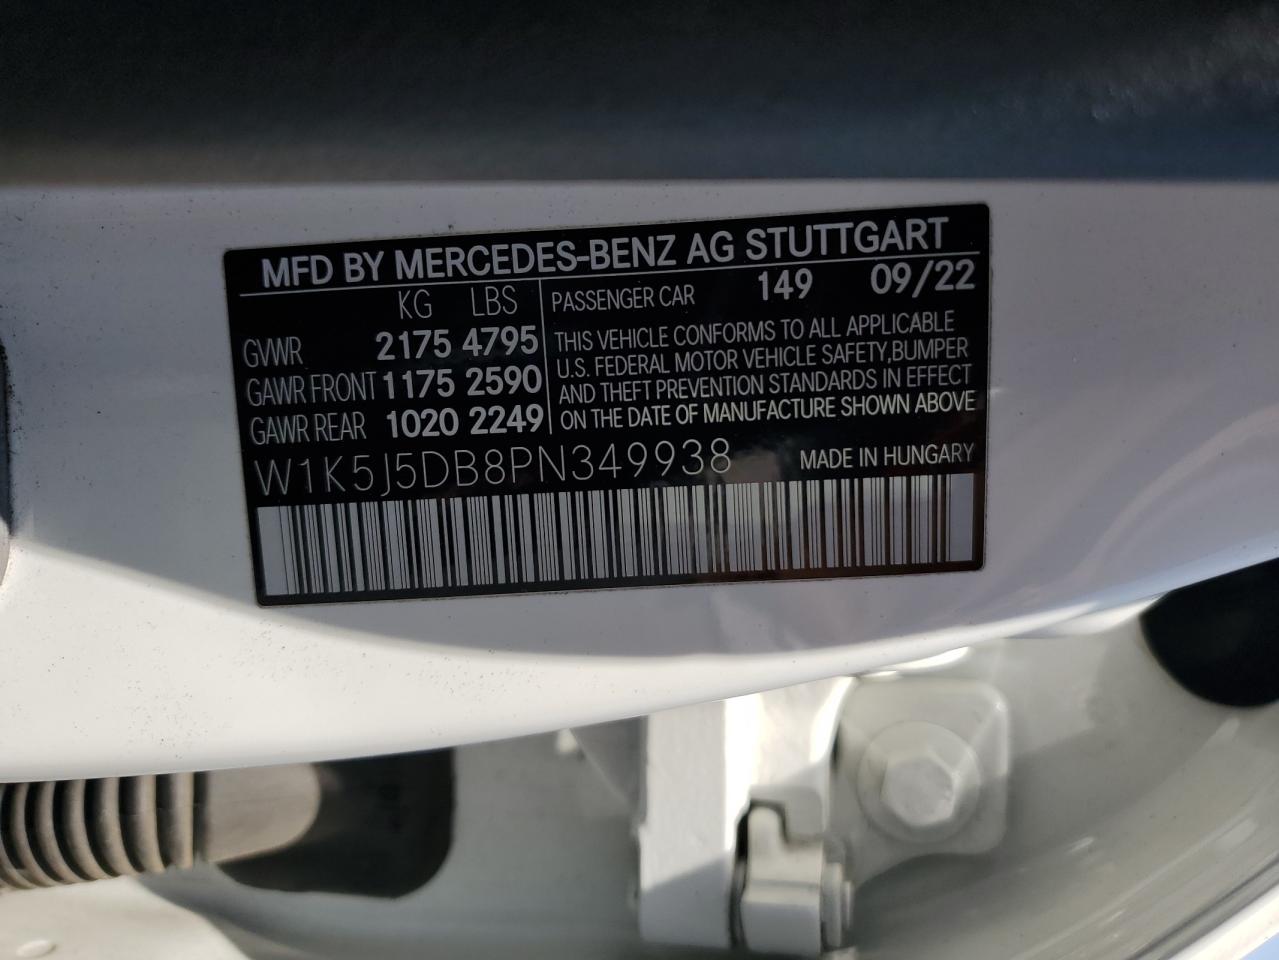 MFD BY MERCEDES-BENZ AG STUTTGART
KG LBS
GVWR 2175 4795
GAWR FRONT 1175 2590
GAWR REAR 1020 2249
PASSENGER CAR 149 09/22
THIS VEHICLE CONFORMS TO ALL APPLICABLE
U.S. FEDERAL MOTOR VEHICLE SAFETY,BUMPER
AND THEFT PREVENTION STANDARDS IN EFFECT
ON THE DATE OF MANUFACTURE SHOWN ABOVE
W1K5J5DB8PN349938 MADE IN HUNGARY